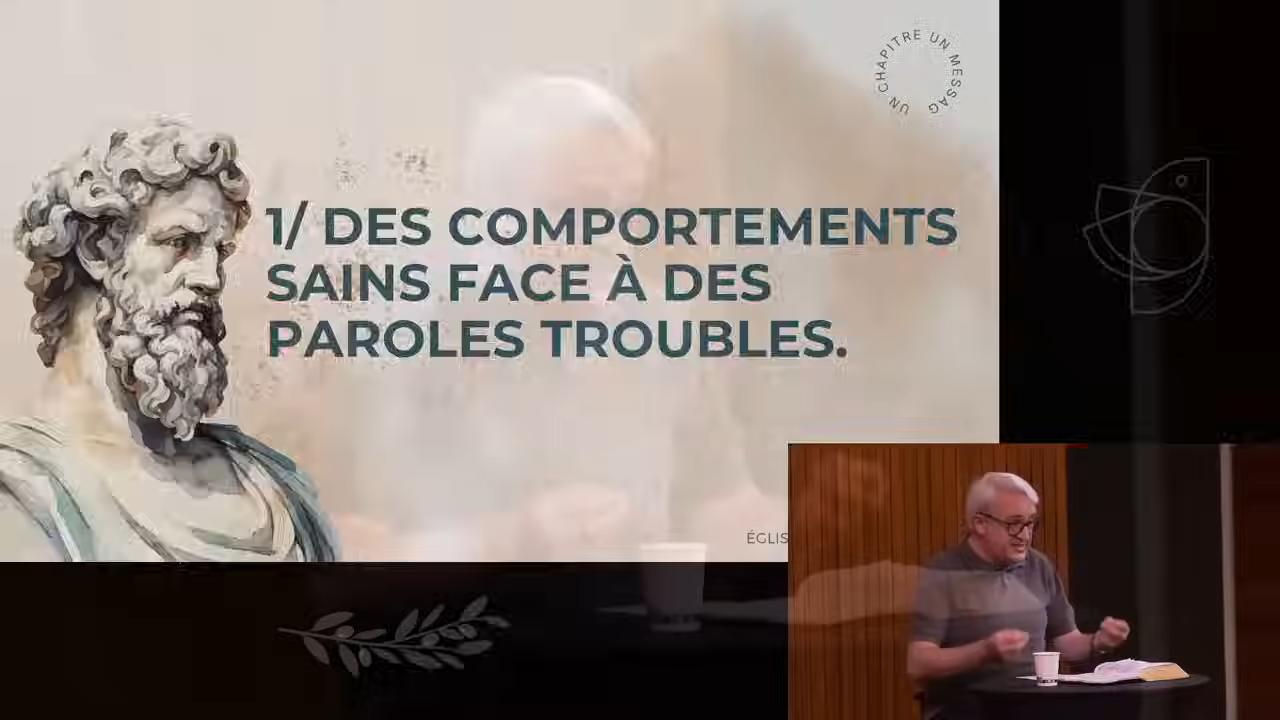 UN CHAPITRE UN MESSAG
1/ DES COMPORTEMENTS
SAINS FACE À DES
PAROLES TROUBLES.
ÉGLIS